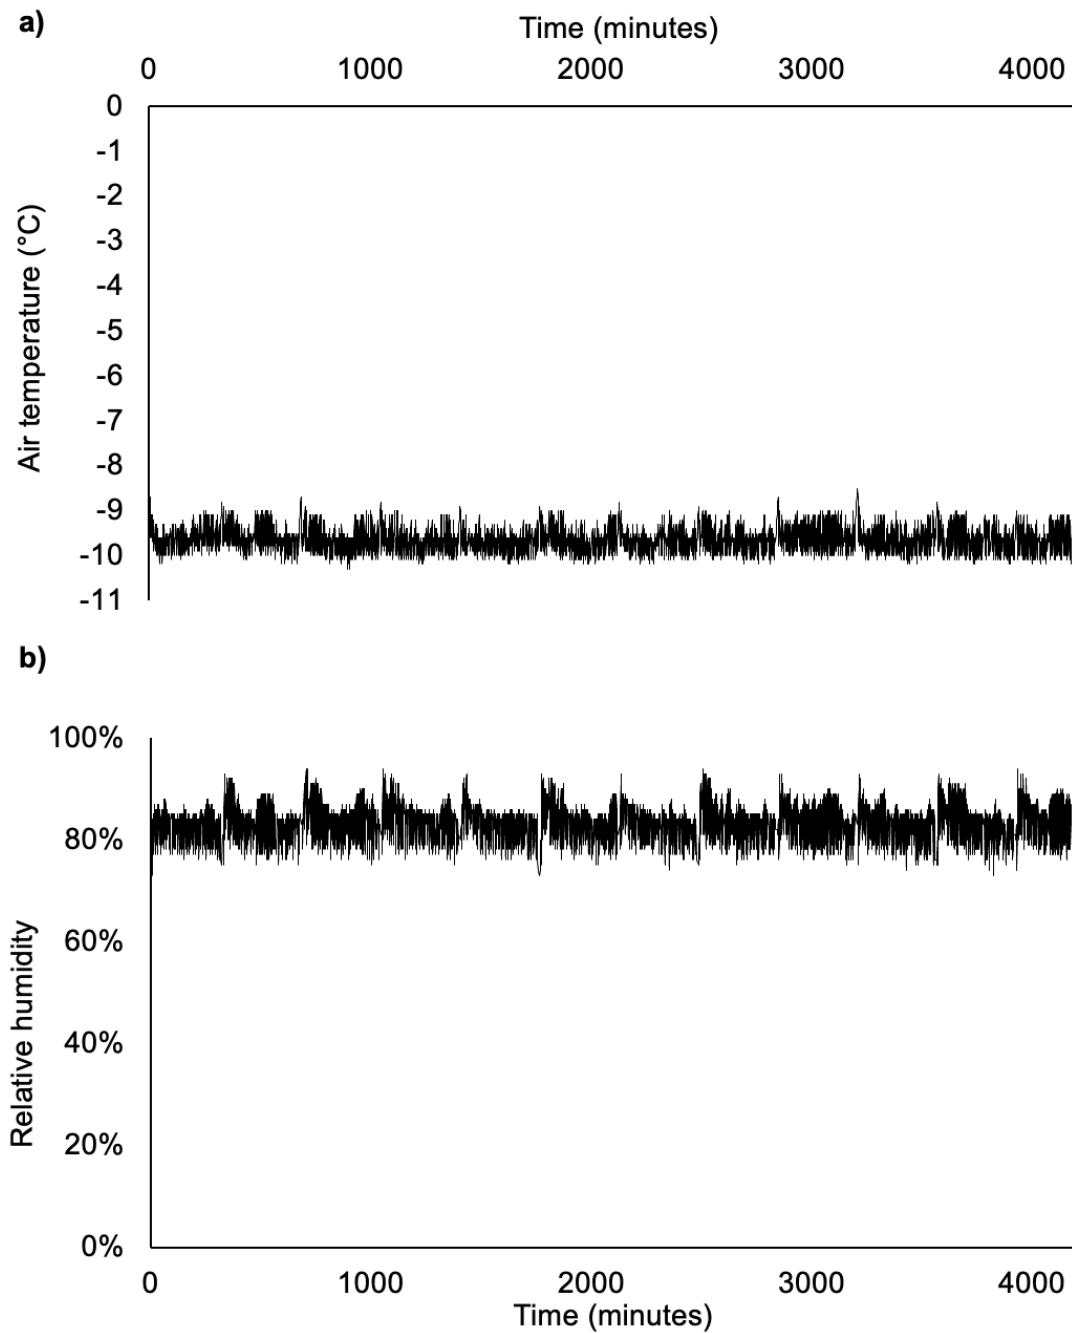 a)
Time (minutes)
0 1000 2000 3000 4000
0
-1
-2
-3
-4
-5
-6
-7
-8
-9
-10
-11
Air temperature (°C)
b)
100%
80%
60%
40%
20%
0%
Relative humidity
0 1000 2000 3000 4000
Time (minutes)